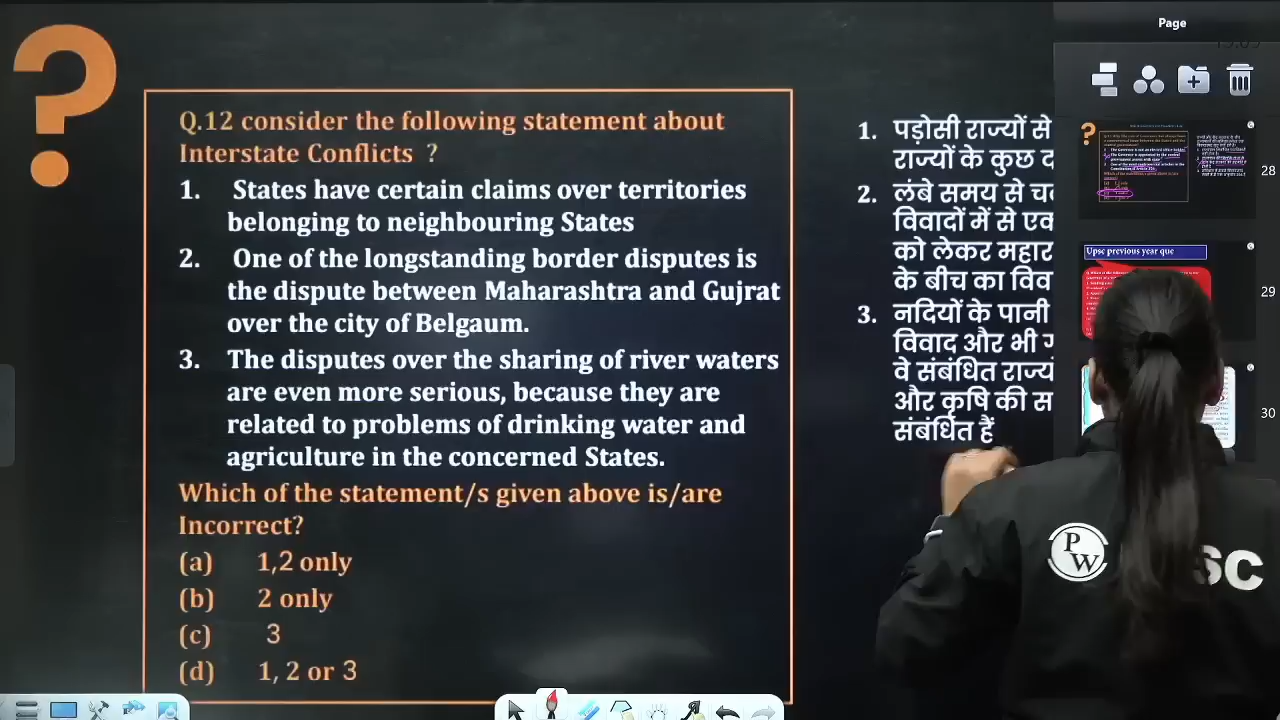 Page
Q.12 consider the following statement about
Interstate Conflicts ?
1. States have certain claims over territories
belonging to neighbouring States
2. One of the longstanding border disputes is
the dispute between Maharashtra and Gujrat
over the city of Belgaum.
3. The disputes over the sharing of river waters
are even more serious, because they are
related to problems of drinking water and
agriculture in the concerned States.
Which of the statement/s given above is/are
Incorrect?
(a) 1,2 only
(b) 2 only
(c) 3
(d) 1, 2 or 3
1. पड़ोसी राज्यों से
राज्यों के कुछ
2. लंबे समय से
विवादों में से
को लेकर
के बीच का
3. नदियों के पानी
विवाद और भी
वे संबंधित
और कृषि की
संबंधित हैं
28
Upsc previous year que
29
30
PW
SC